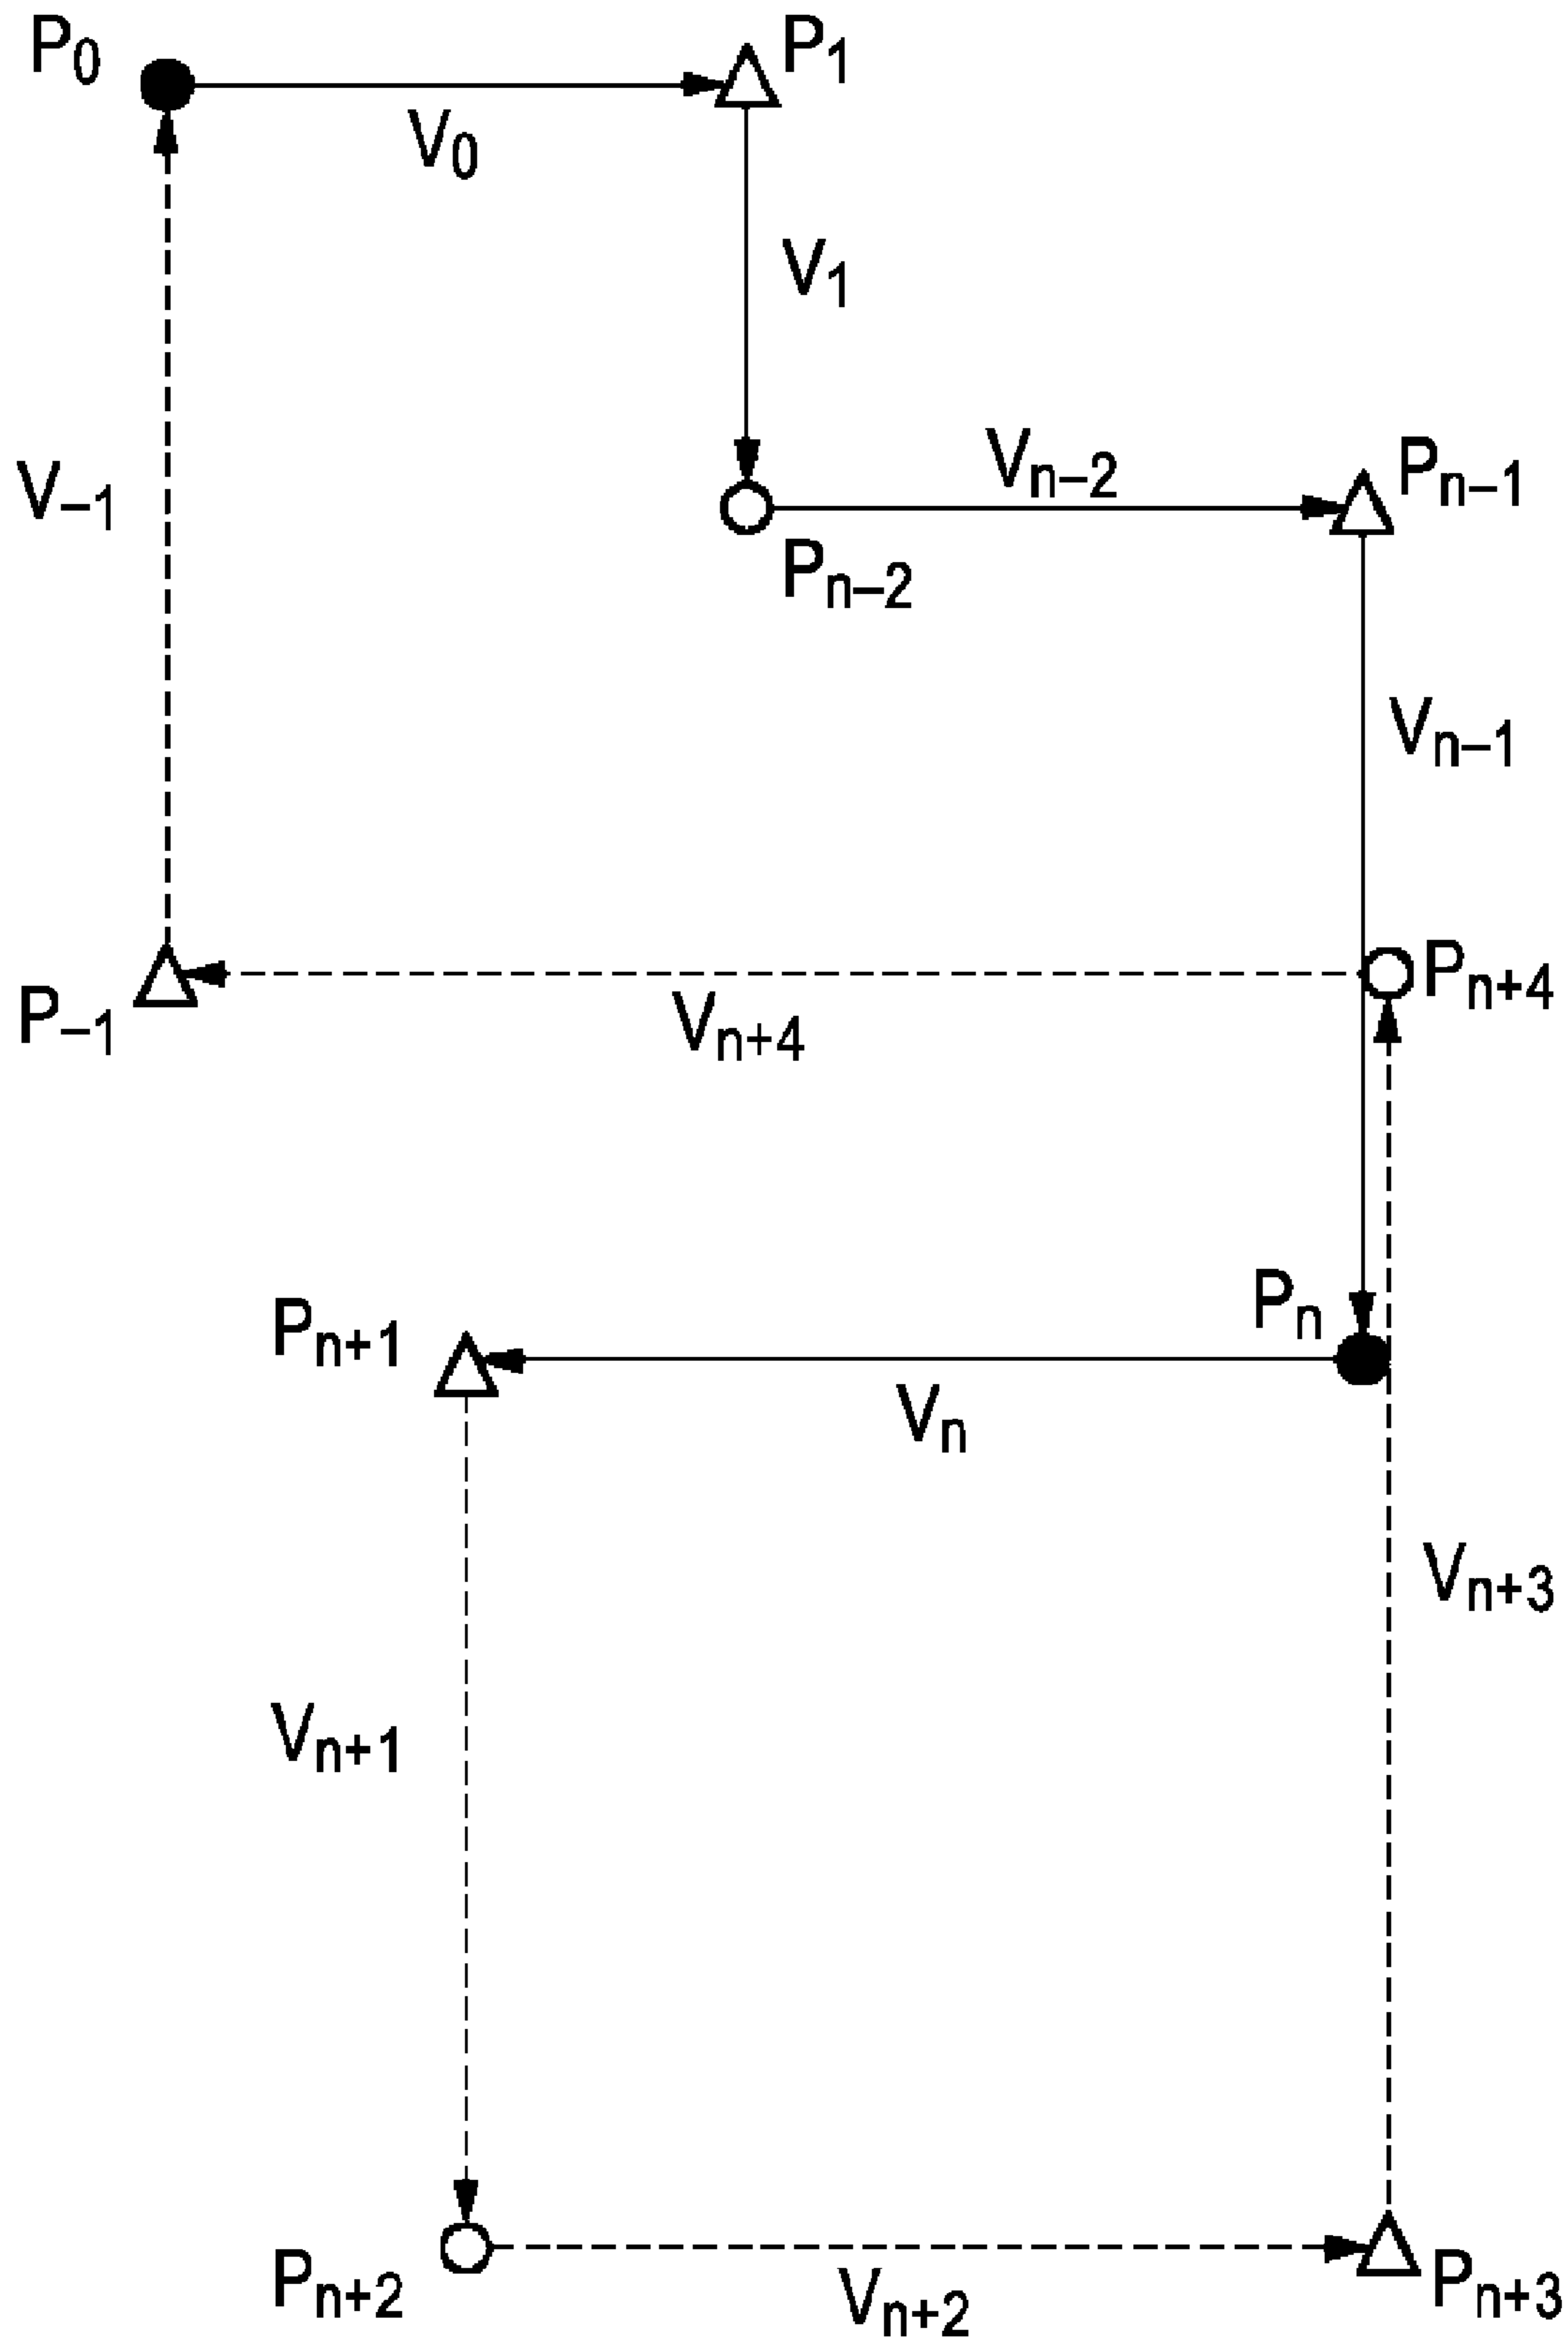 P₀
P₁
V₀
V₁
Vₙ₋₂
Pₙ₋₁
V₋₁
Pₙ₋₂
Vₙ₋₁
Pₙ₊₄
P₋₁
Vₙ₊₄
Pₙ
Pₙ₊₁
Vₙ
Vₙ₊₃
Vₙ₊₁
Pₙ₊₂
Vₙ₊₂
Pₙ₊₃